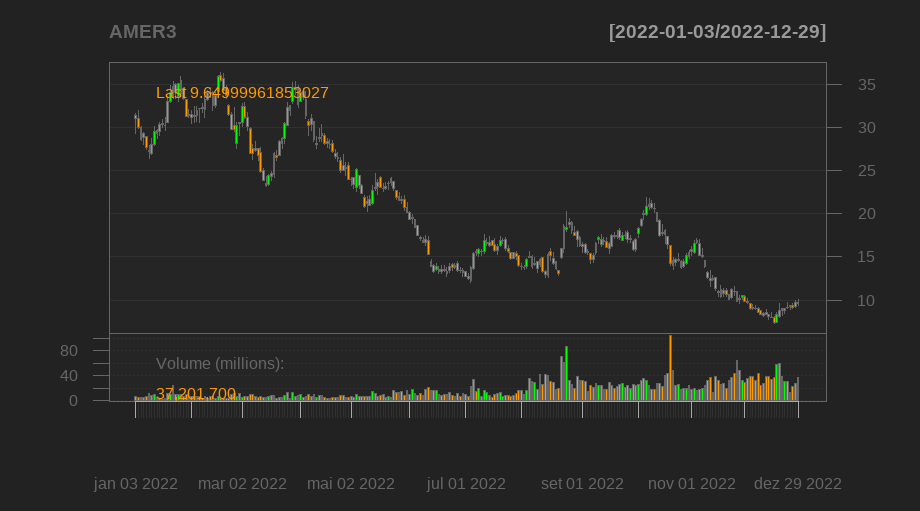 AMER3 [2022-01-03/2022-12-29]
Last 9.64999961853027
35
30
25
20
15
10
Volume (millions):
37,201,700
80
40
0
jan 03 2022 mar 02 2022 mai 02 2022 jul 01 2022 set 01 2022 nov 01 2022 dez 29 2022